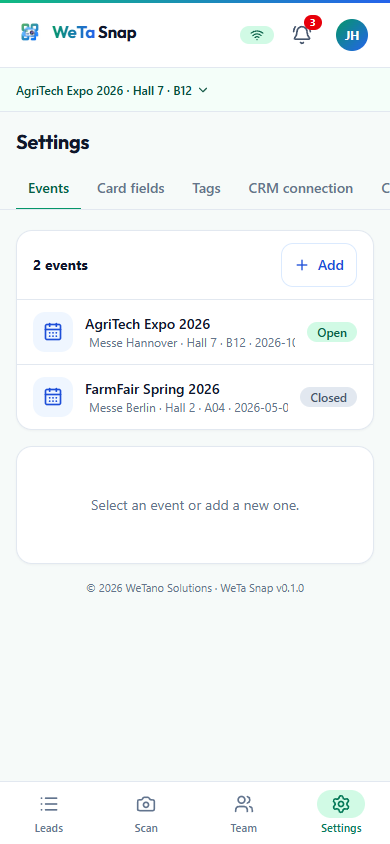 WeTa Snap
3
JH
AgriTech Expo 2026 · Hall 7 · B12
Settings
Events
Card fields
Tags
CRM connection
C
2 events
+ Add
AgriTech Expo 2026
Messe Hannover · Hall 7 · B12 · 2026-10
Open
FarmFair Spring 2026
Messe Berlin · Hall 2 · A04 · 2026-05-0
Closed
Select an event or add a new one.
© 2026 WeTano Solutions · WeTa Snap v0.1.0
Leads
Scan
Team
Settings